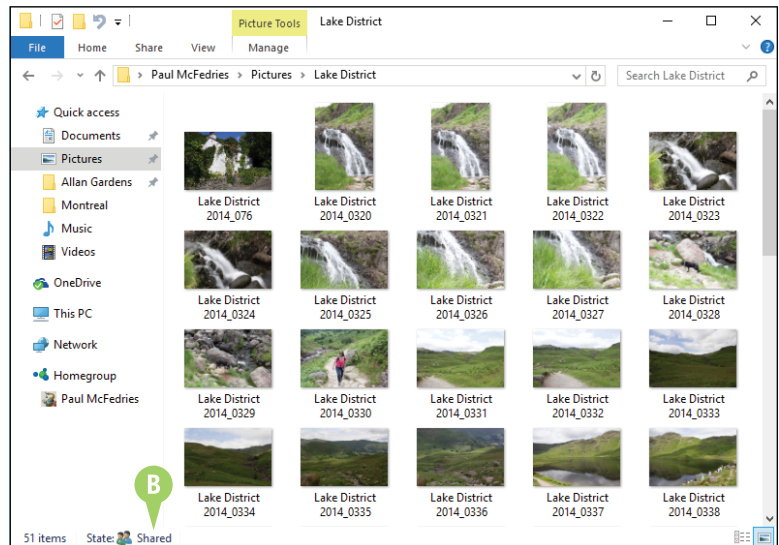 Picture Tools Lake District
File Home Share View Manage
Paul McFedries Pictures Lake District Search Lake District
Quick access
Documents
Pictures
Allan Gardens
Montreal
Music
Videos
OneDrive
This PC
Network
Homegroup
Paul McFedries
Lake District Lake District Lake District Lake District Lake District
2014_076 2014_0320 2014_0321 2014_0322 2014_0323
Lake District Lake District Lake District Lake District Lake District
2014_0324 2014_0325 2014_0326 2014_0327 2014_0328
Lake District Lake District Lake District Lake District Lake District
2014_0329 2014_0330 2014_0331 2014_0332 2014_0333
Lake District Lake District Lake District Lake District Lake District
2014_0334 2014_0335 2014_0336 2014_0337 2014_0338
B
51 items State: Shared